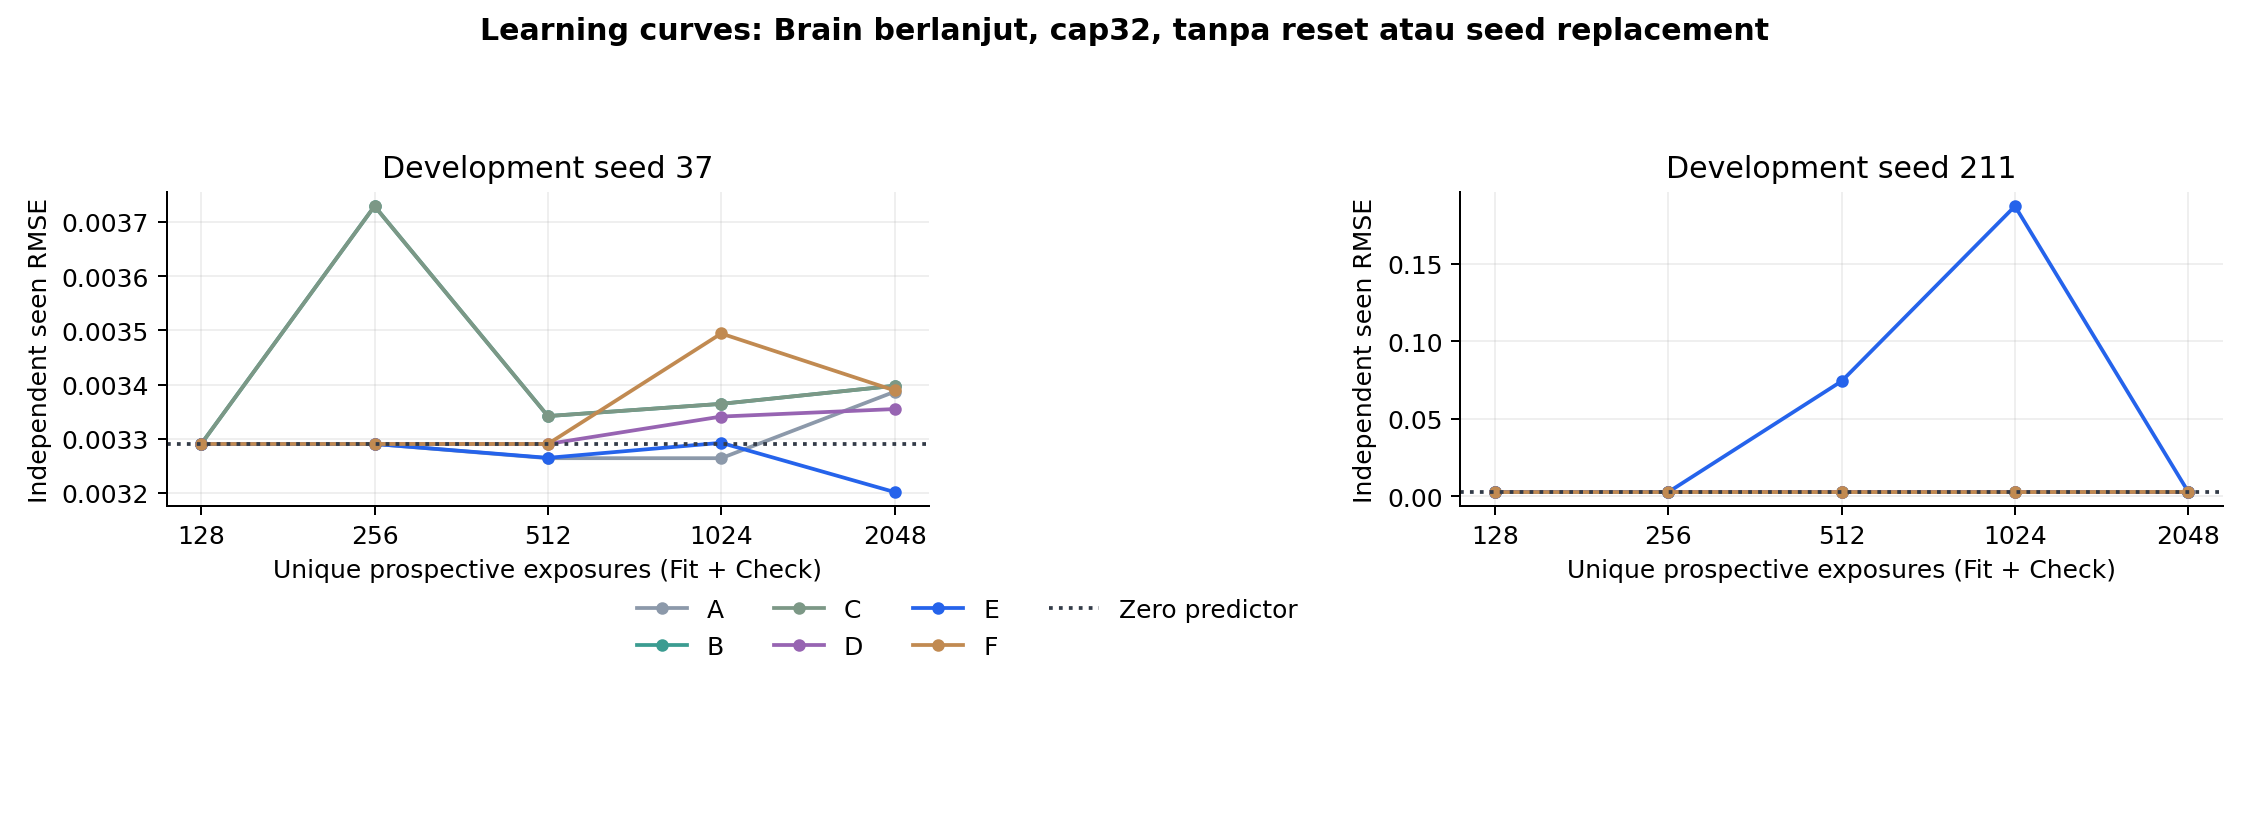 Learning curves: Brain berlanjut, cap32, tanpa reset atau seed replacement
Development seed 37
Independent seen RMSE
0.0037
0.0036
0.0035
0.0034
0.0033
0.0032
128 256 512 1024 2048
Unique prospective exposures (Fit + Check)
Development seed 211
Independent seen RMSE
0.15
0.10
0.05
0.00
128 256 512 1024 2048
Unique prospective exposures (Fit + Check)
A C E Zero predictor
B D F